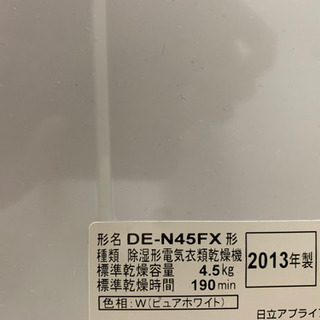 形名 DE-N45FX 形
種類 除湿形電気衣類乾燥機
標準乾燥容量 4.5kg
標準乾燥時間 190min
2013年製
色相:W(ピュアホワイト)
日立アプライア